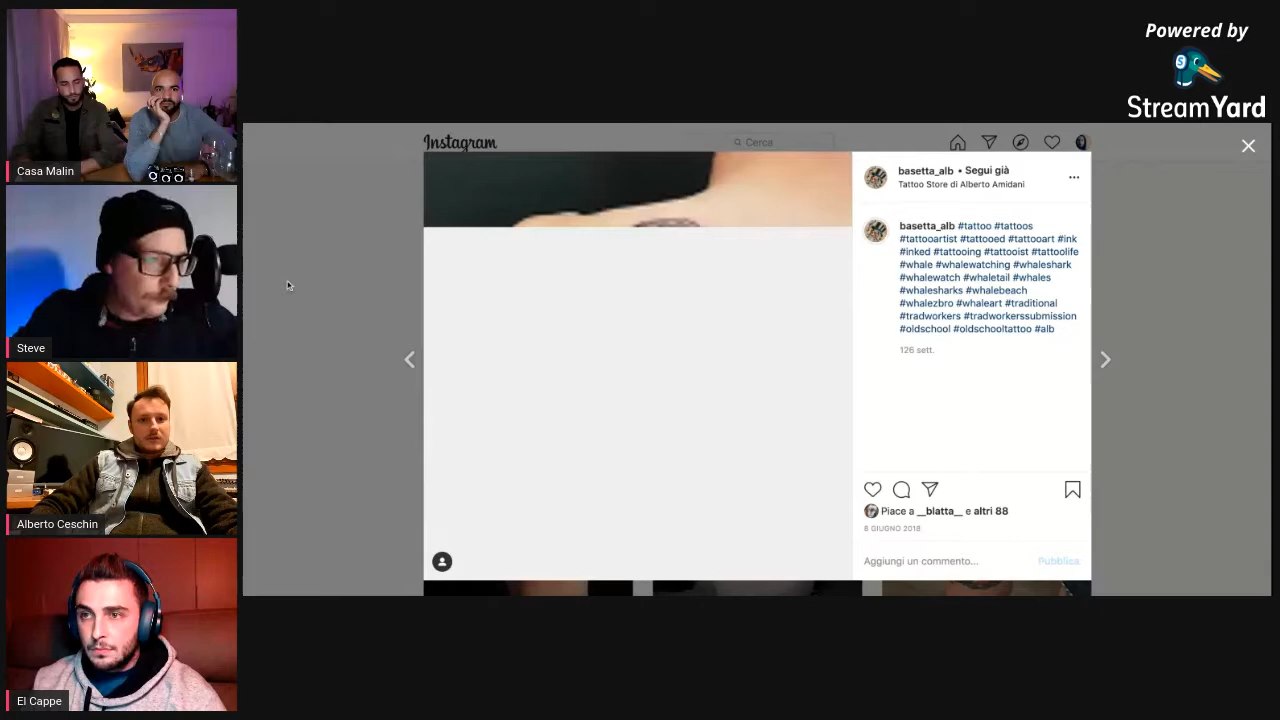 Powered by
StreamYard
Casa Malin
Steve
Alberto Ceschin
El Cappe
Instagram
Cerca
basetta_alb • Segui già
Tattoo Store di Alberto Amidani
basetta_alb #tattoo #tattoos
#tattooartist #tattooed #tattooart #ink
#inked #tattooing #tattooist #tattoolife
#whale #whalewatching #whaleshark
#whalewatch #whaletail #whales
#whalesharks #whalebeach
#whalezbro #whaleart #traditional
#tradworkers #tradworkerssubmission
#oldschool #oldschooltattoo #alb
126 sett.
Piace a __blatta__ e altri 88
8 GIUGNO 2018
Aggiungi un commento...
Pubblica